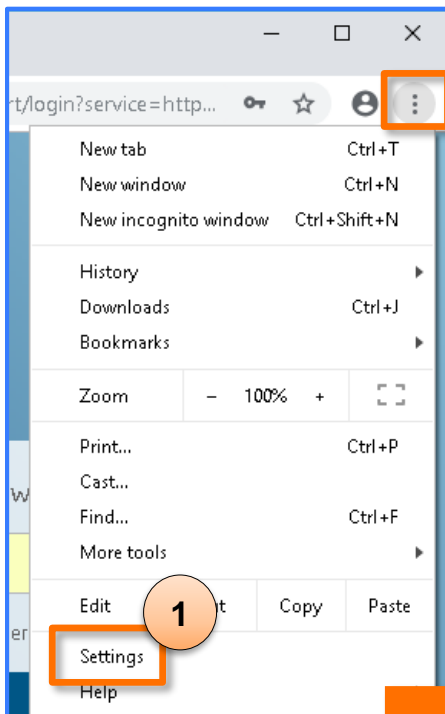 rt/login?service=http...
New tab Ctrl+T
New window Ctrl+N
New incognito window Ctrl+Shift+N
History
Downloads Ctrl+J
Bookmarks
Zoom – 100% +
Print... Ctrl+P
Cast...
Find... Ctrl+F
More tools
Edit t Copy Paste
1
Settings
Help
W
er